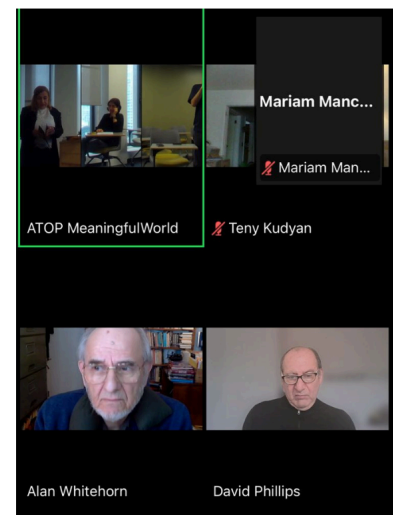 Mariam Manc...
Mariam Man...
ATOP MeaningfulWorld
Teny Kudyan
Alan Whitehorn
David Phillips